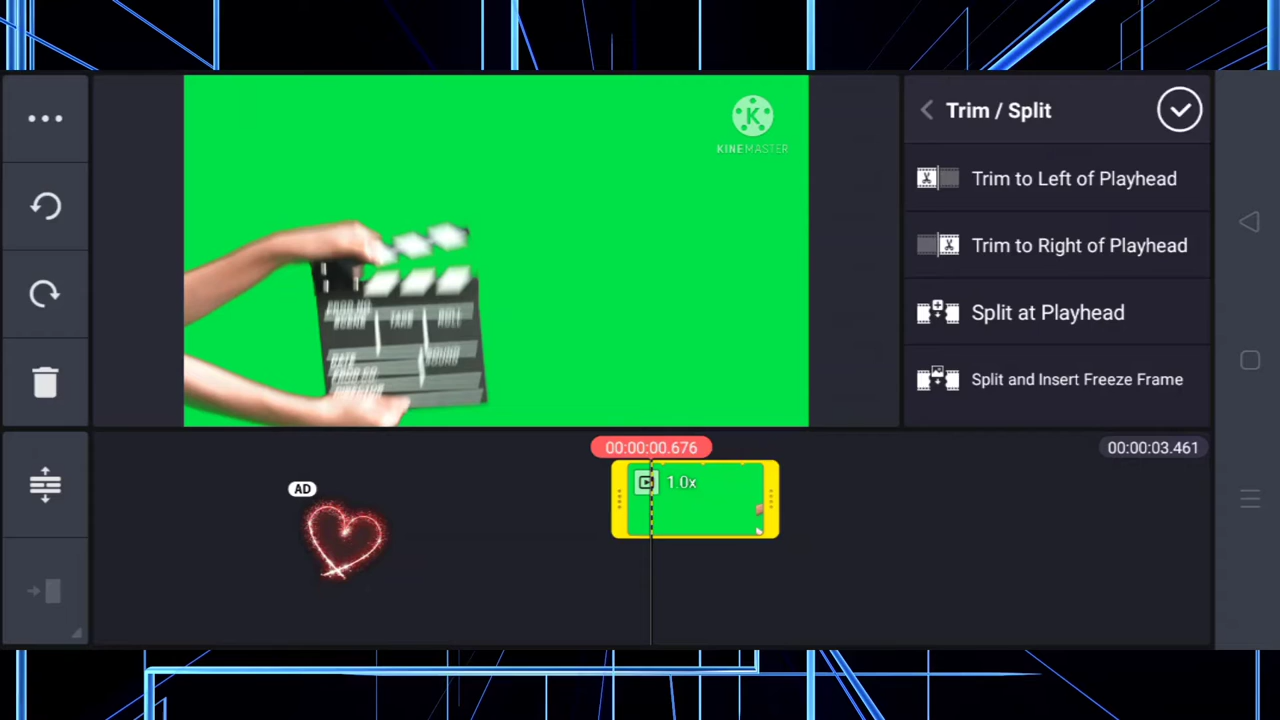 Trim / Split
KINEMASTER
Trim to Left of Playhead
Trim to Right of Playhead
Split at Playhead
Split and Insert Freeze Frame
00:00:00.676
00:00:03.461
1.0x
AD